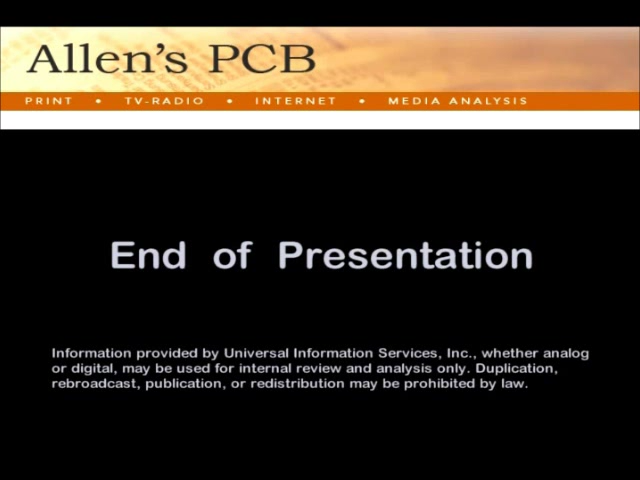 Allen's PCB
PRINT • TV-RADIO • INTERNET • MEDIA ANALYSIS
End of Presentation
Information provided by Universal Information Services, Inc., whether analog
or digital, may be used for internal review and analysis only. Duplication,
rebroadcast, publication, or redistribution may be prohibited by law.